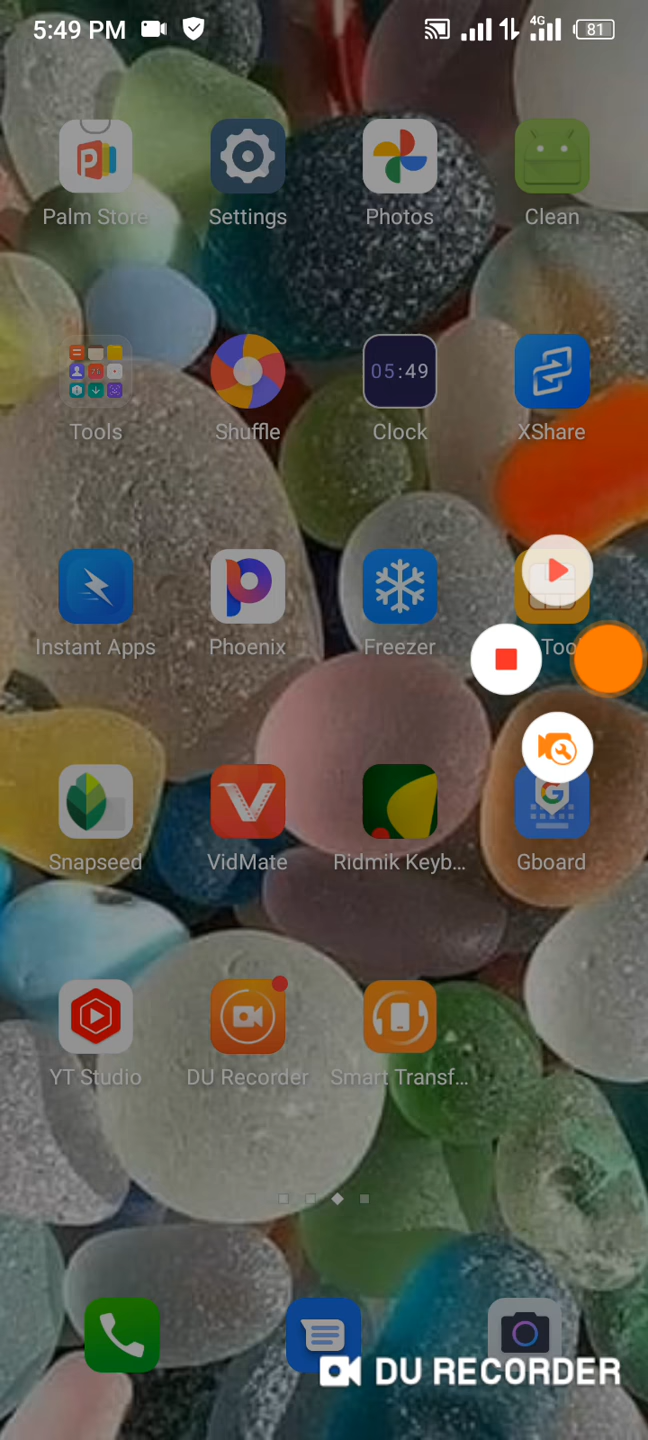 5:49 PM 4G 81
Palm Store Settings Photos Clean
05:49
Tools Shuffle Clock XShare
Instant Apps Phoenix Freezer Too
Snapseed VidMate Ridmik Keyb... Gboard
YT Studio DU Recorder Smart Transf...
DU RECORDER